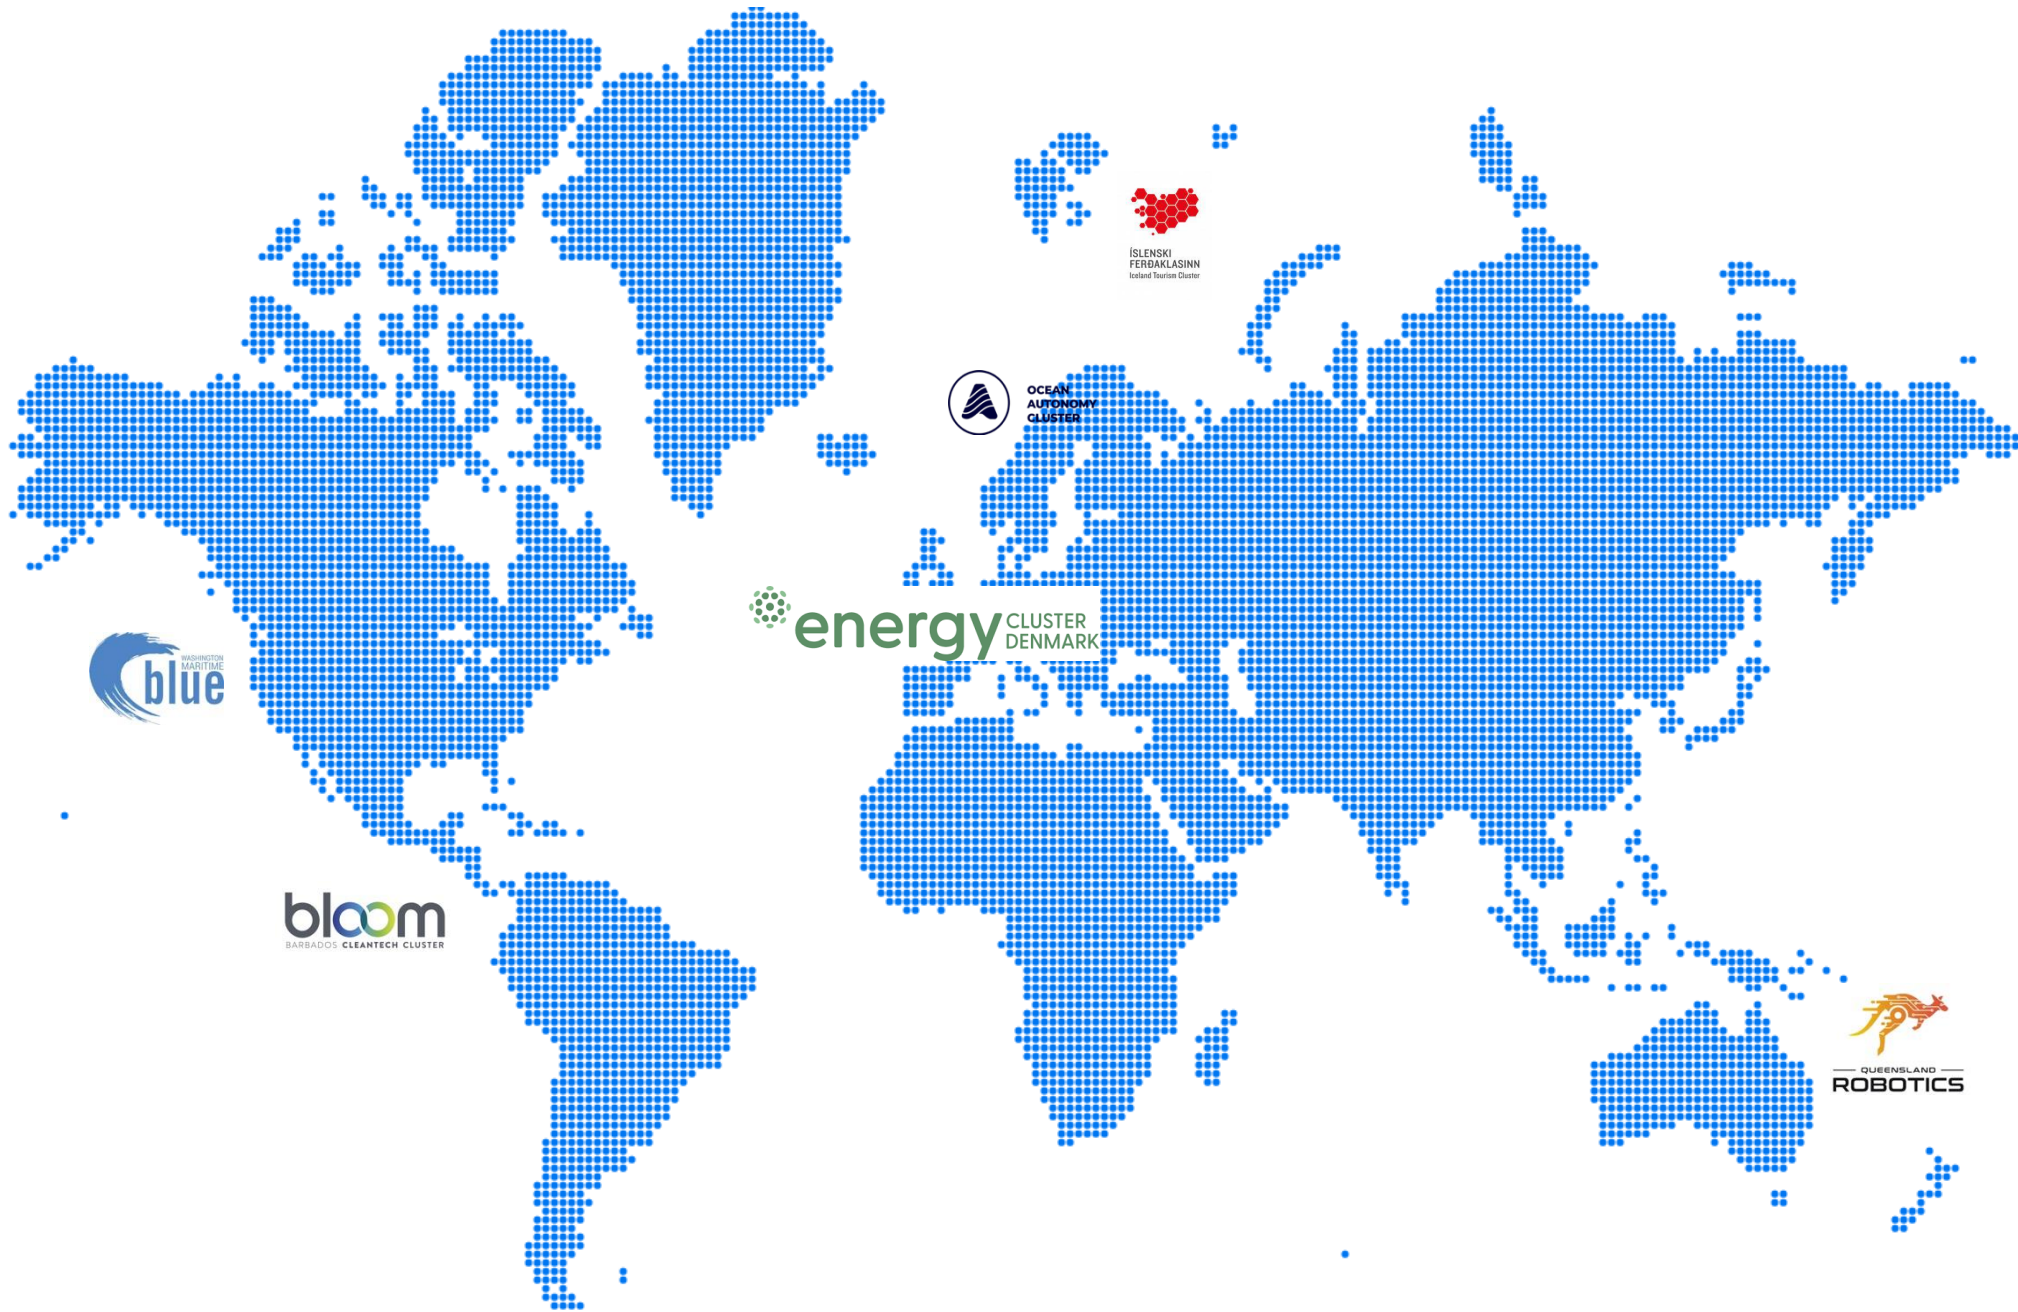 ÍSLENSKI
FERÐAKLASINN
Iceland Tourism Cluster
OCEAN
AUTONOMY
CLUSTER
energy CLUSTER
DENMARK
WASHINGTON
MARITIME
blue
bloom
BARBADOS CLEANTECH CLUSTER
QUEENSLAND
ROBOTICS